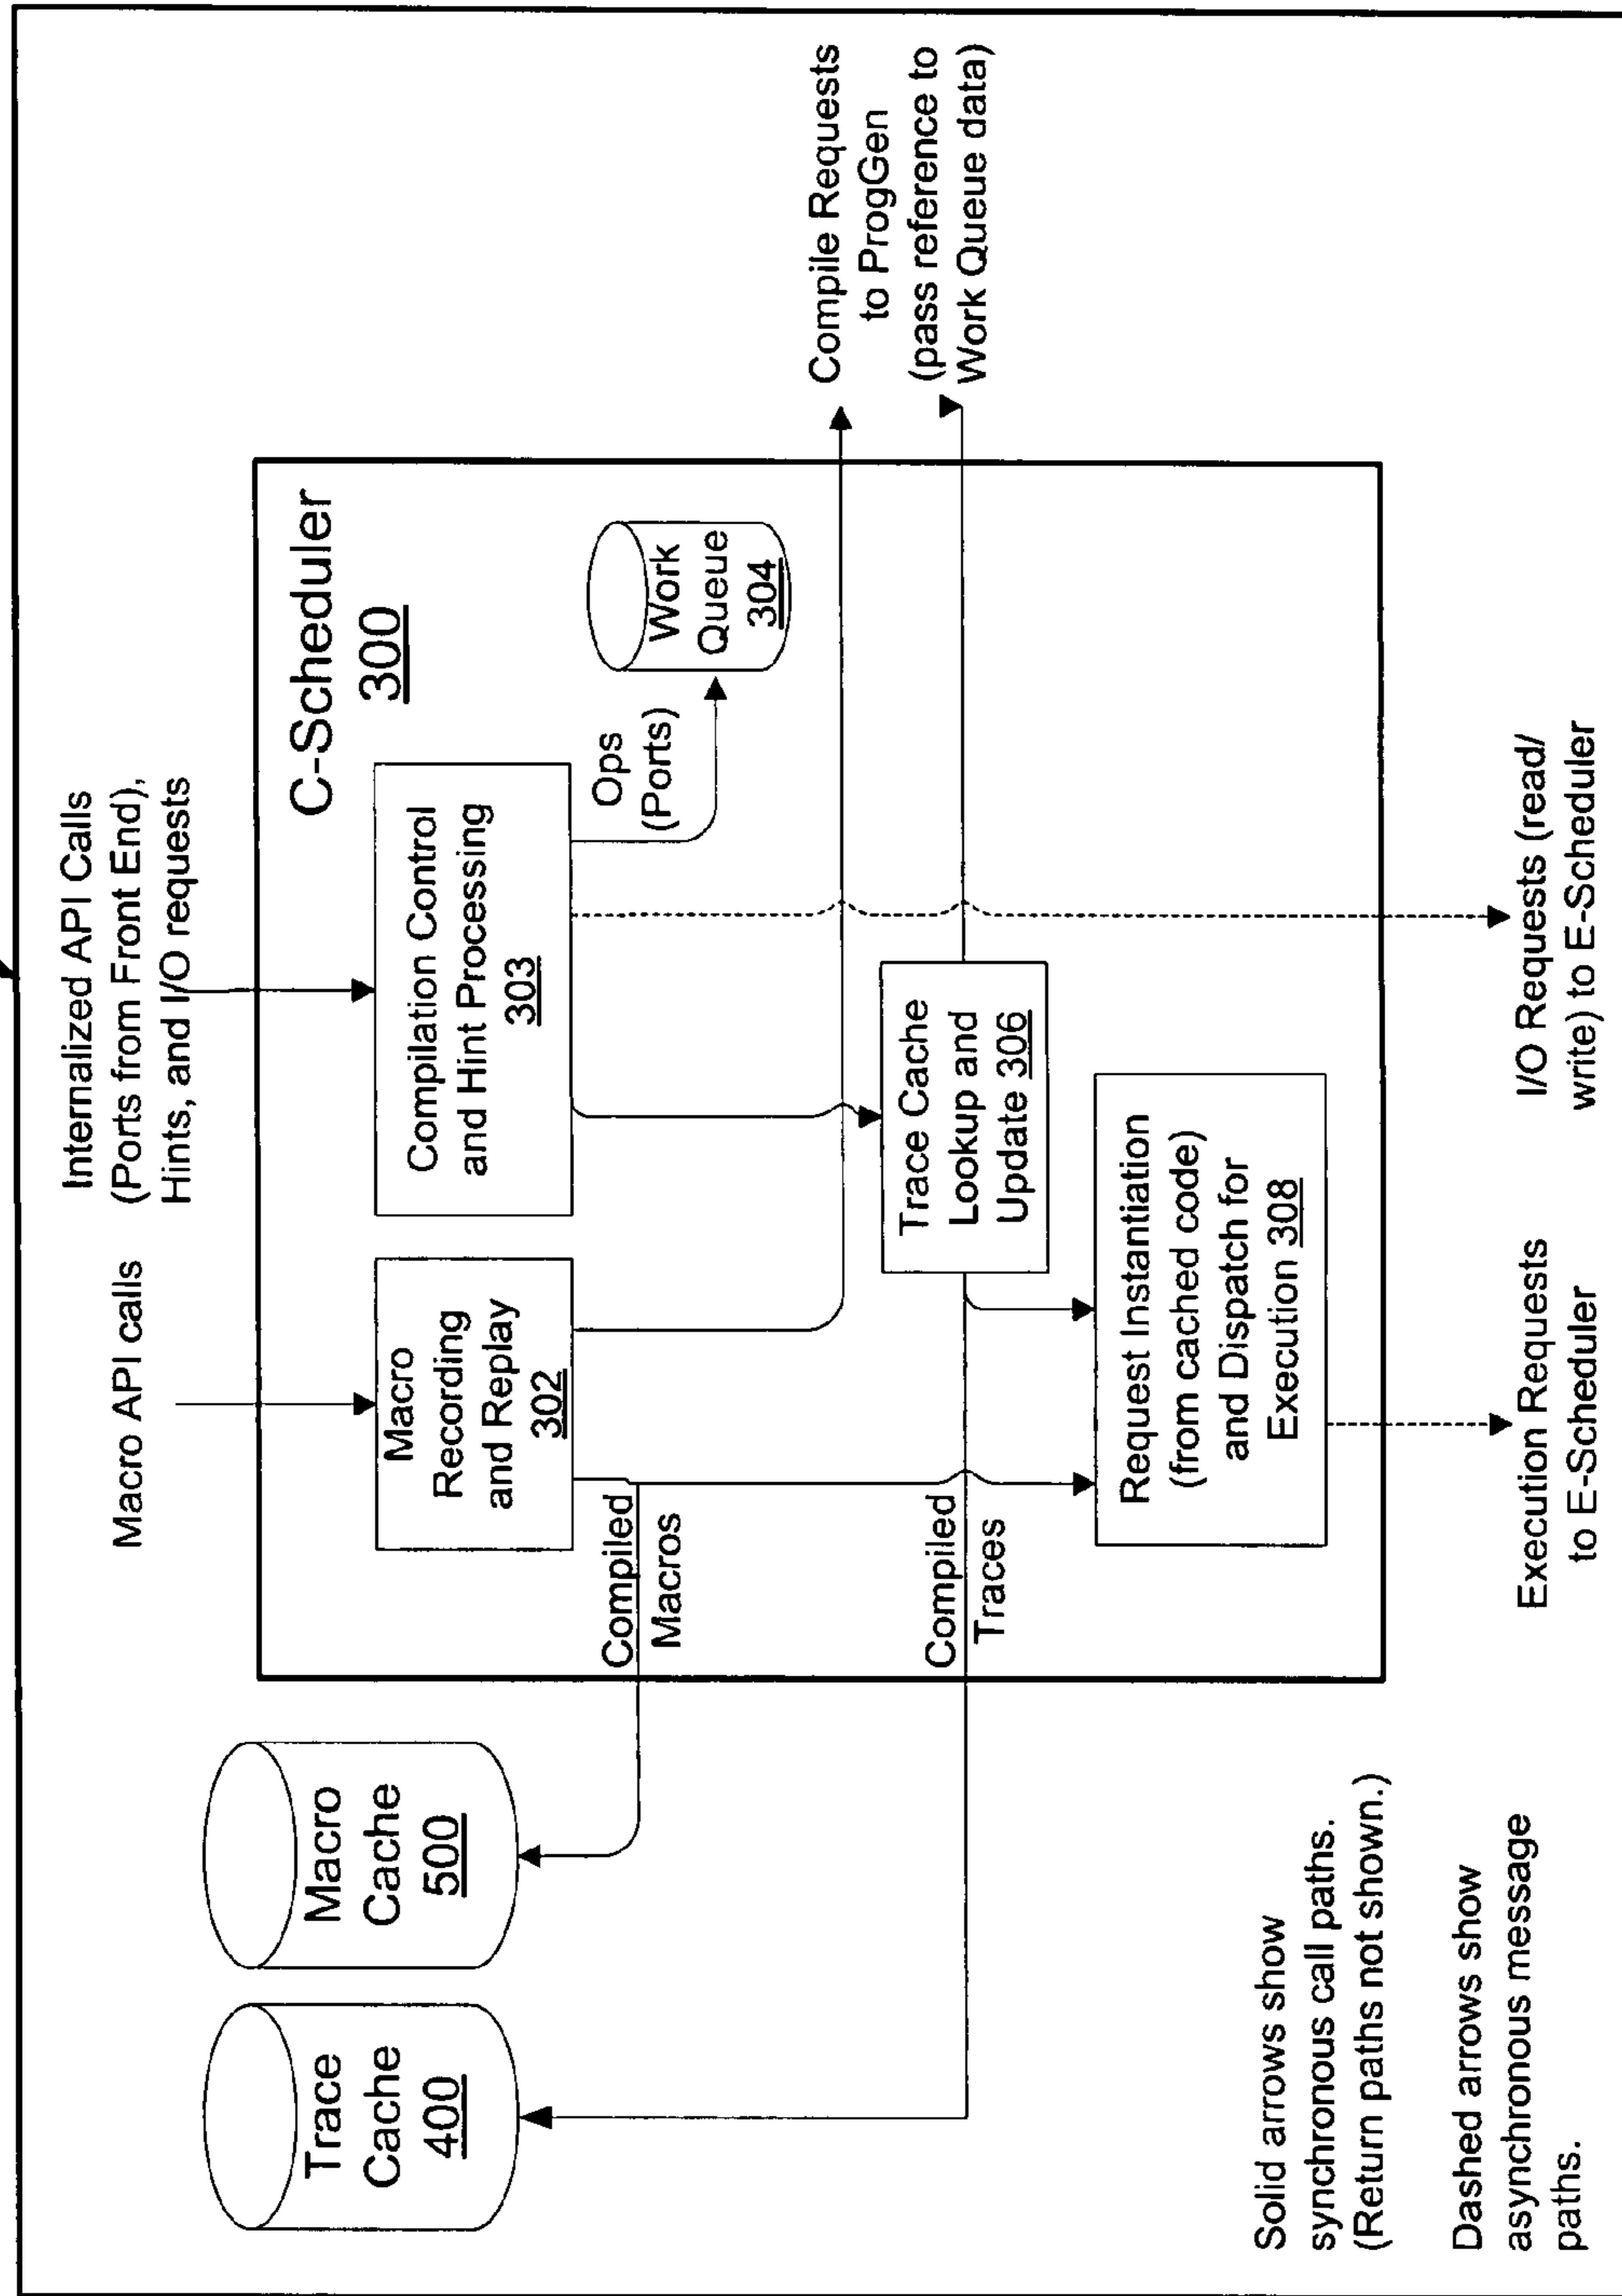 Macro API calls
Internalized API Calls
(Ports from Front End),
Hints, and I/O requests
Trace
Cache
400
Macro
Cache
500
C-Scheduler
300
Macro
Recording
and Replay
302
Compilation Control
and Hint Processing
303
Ops
(Ports)
Work
Queue
304
Compiled
Macros
Compile Requests
to ProgGen
(pass reference to
Work Queue data)
Trace Cache
Lookup and
Update 306
Compiled
Traces
Request Instantiation
(from cached code)
and Dispatch for
Execution 308
Solid arrows show
synchronous call paths.
(Return paths not shown.)
Dashed arrows show
asynchronous message
paths.
Execution Requests
to E-Scheduler
I/O Requests (read/
write) to E-Scheduler